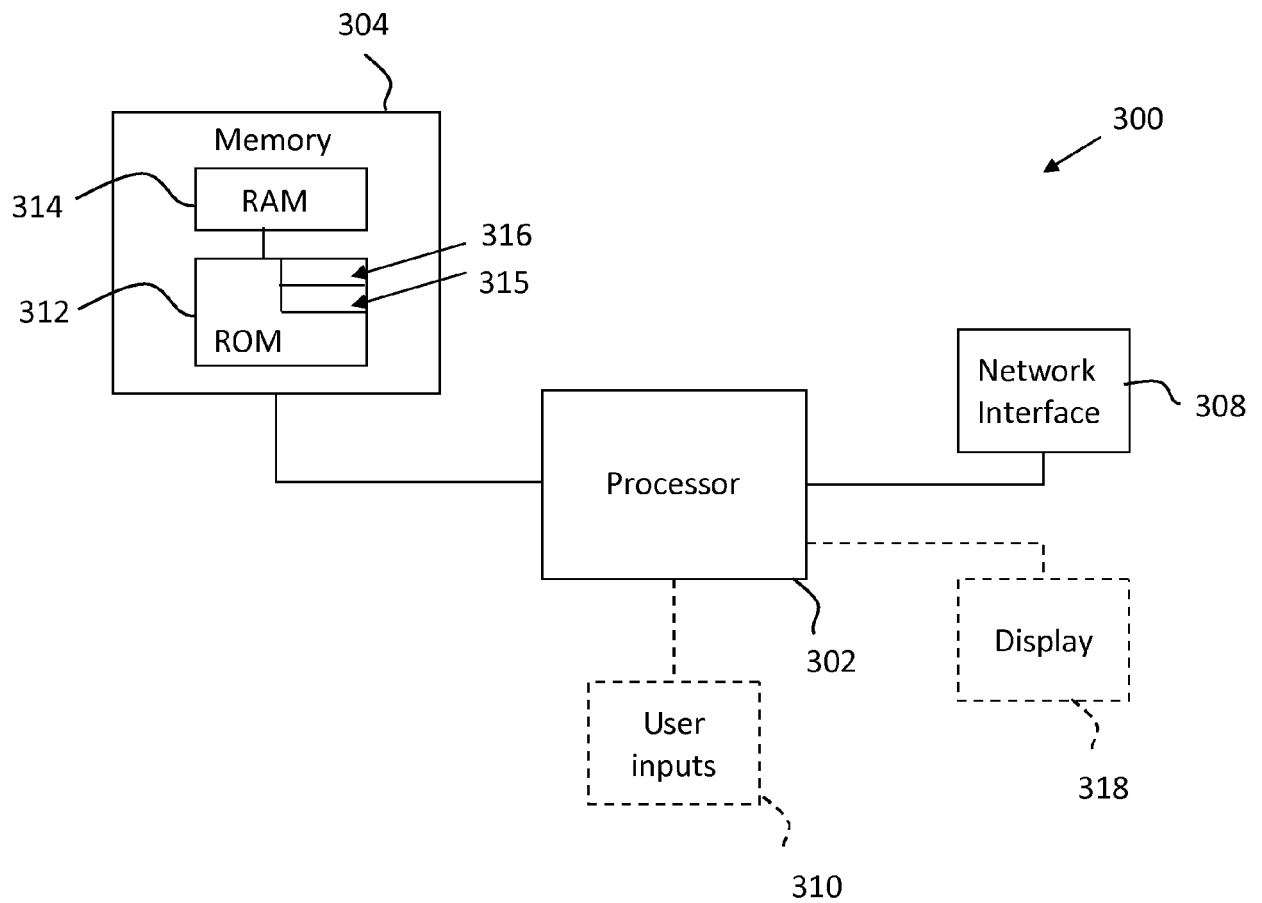 304
Memory
300
RAM
314
316
315
312
ROM
Network
Interface
308
Processor
302
Display
User
inputs
318
310